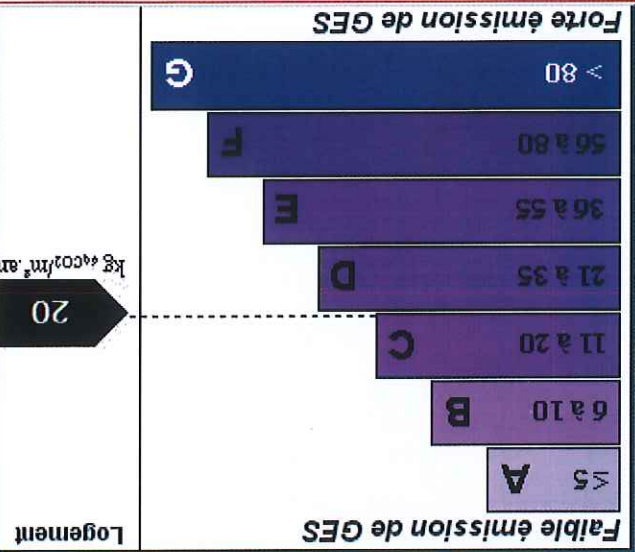 Faible émission de GES
Logement
≤5 A
6 à 10 B
11 à 20 C
20
kg éqCO2/m².an
21 à 35 D
36 à 55 E
56 à 80 F
> 80 G
Forte émission de GES